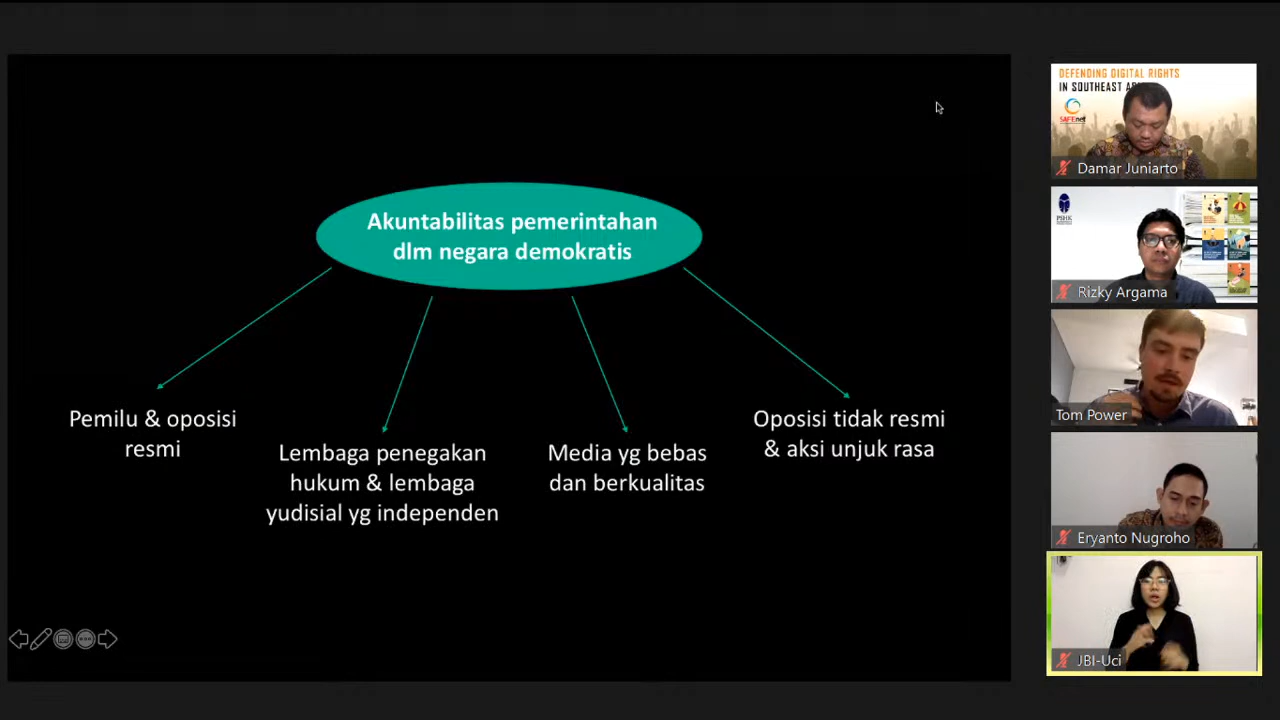 Akuntabilitas pemerintahan
dlm negara demokratis
Pemilu & oposisi
resmi
Lembaga penegakan
hukum & lembaga
yudisial yg independen
Media yg bebas
dan berkualitas
Oposisi tidak resmi
& aksi unjuk rasa
DEFENDING DIGITAL RIGHTS
IN SOUTHEAST
SAFEnet
Damar Juniarto
PSHK
Rizky Argama
Tom Power
Eryanto Nugroho
JBI-Uci